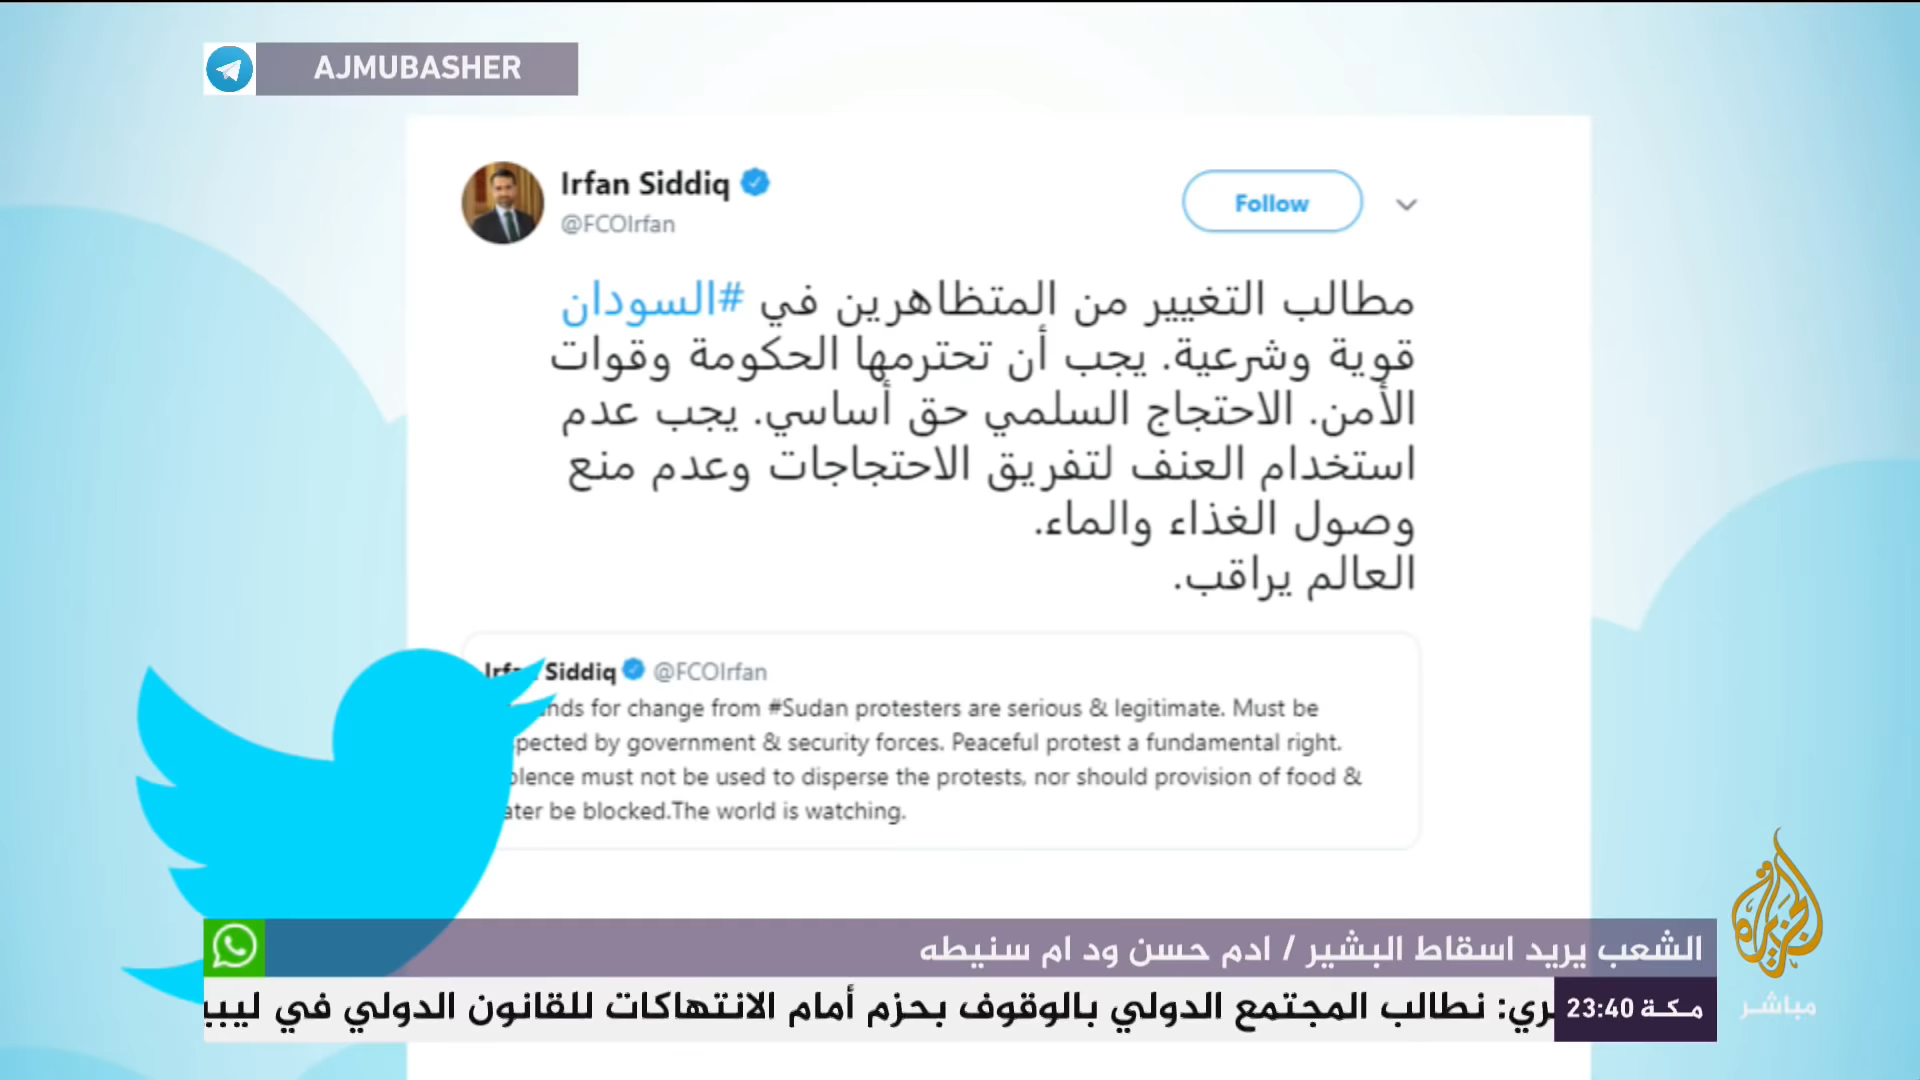 AJMUBASHER
Irfan Siddiq
@FCOIrfan
Follow
مطالب التغيير من المتظاهرين في #السودان
قوية وشرعية. يجب أن تحترمها الحكومة وقوات
الأمن. الاحتجاج السلمي حق أساسي. يجب عدم
استخدام العنف لتفريق الاحتجاجات وعدم منع
وصول الغذاء والماء.
العالم يراقب.
Siddiq @FCOIrfan
for change from #Sudan protesters are serious & legitimate. Must be
by government & security forces. Peaceful protest a fundamental right.
must not be used to disperse the protests, nor should provision of food &
be blocked.The world is watching.
الشعب يريد اسقاط البشير / ادم حسن ود ام سنيطه
نطالب المجتمع الدولي بالوقوف بحزم أمام الانتهاكات للقانون الدولي في
مكة 23:40
الجزيرة
مباشر